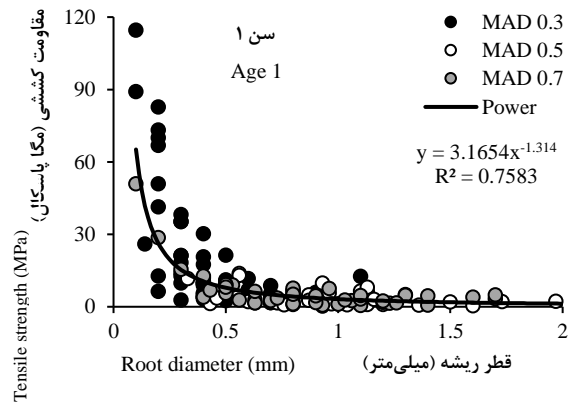 120
90
60
30
0
مقاومت کششی (مگا پاسکال)
Tensile strength (MPa)
سن ۱
Age 1
MAD 0.3
MAD 0.5
MAD 0.7
Power
y = 3.1654x^-1.314
R² = 0.7583
0 0.5 1 1.5 2
Root diameter (mm) قطر ریشه (میلی‌متر)